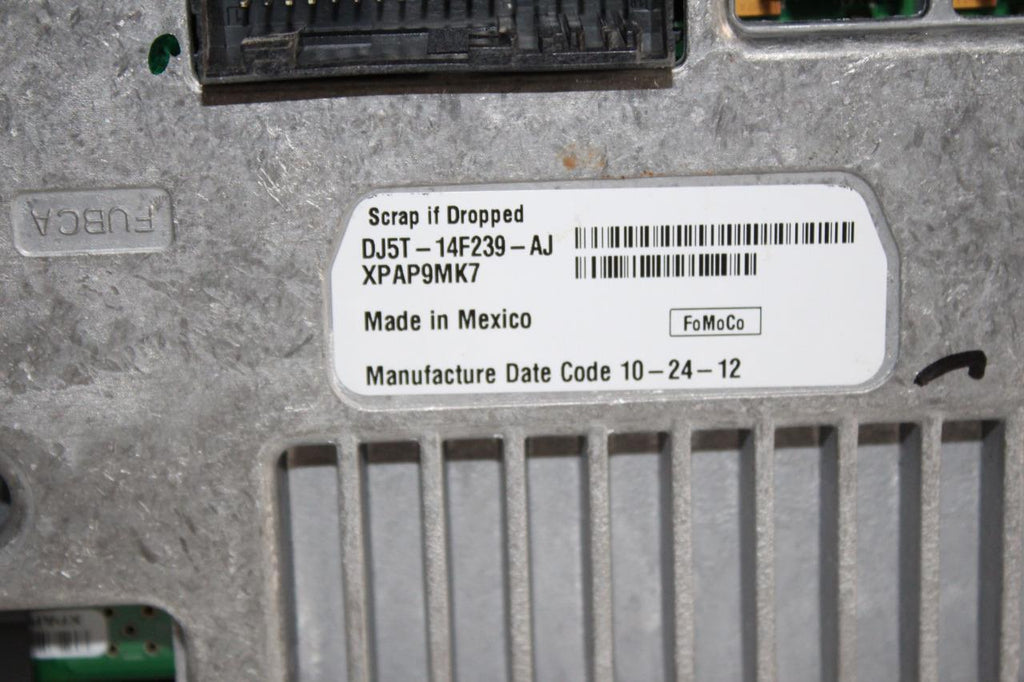 FUBCA
Scrap if Dropped
DJ5T-14F239-AJ
XPAP9MK7
Made in Mexico
FoMoCo
Manufacture Date Code 10-24-12